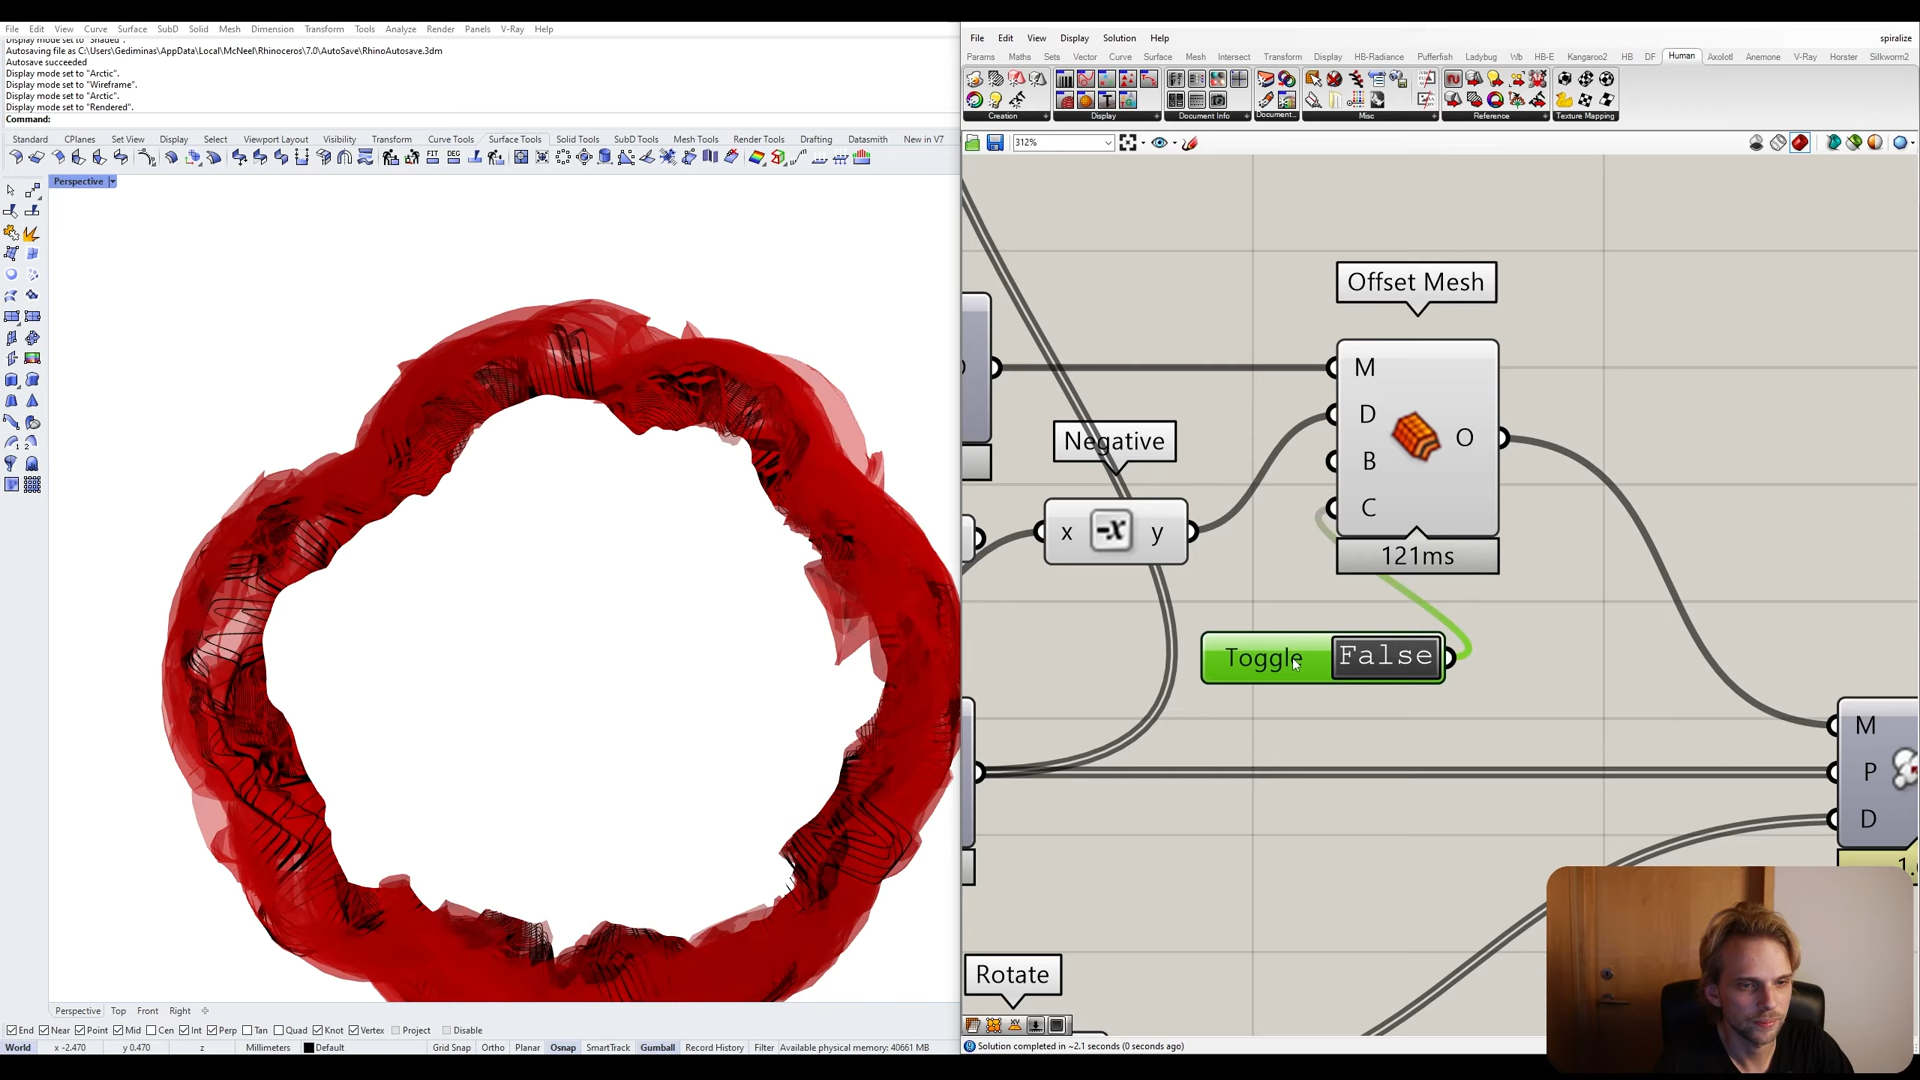 File Edit View Curve Surface SubD Solid Mesh Dimension Transform Tools Analyze Render Panels V-Ray Help
Display mode set to "Shaded".
Autosaving file as C:\Users\Gediminas\AppData\Local\McNeel\Rhinoceros\7.0\AutoSave\RhinoAutosave.3dm
Autosave succeeded
Display mode set to "Arctic".
Display mode set to "Wireframe".
Display mode set to "Arctic".
Display mode set to "Rendered".
Command:
Standard CPlanes Set View Display Select Viewport Layout Visibility Transform Curve Tools Surface Tools Solid Tools SubD Tools Mesh Tools Render Tools Drafting Datasmith New in V7
Perspective
Perspective Top Front Right
End Near Point Mid Cen Int Perp Tan Quad Knot Vertex Project Disable
World x -2.470 y 0.470 z Millimeters Default Grid Snap Ortho Planar Osnap SmartTrack Gumball Record History Filter Available physical memory: 40661 MB
File Edit View Display Solution Help spiralize
Params Maths Sets Vector Curve Surface Mesh Intersect Transform Display HB-Radiance Pufferfish Ladybug Wb HB-E Kangaroo2 HB DF Human Axolotl Anemone V-Ray Horster Silkworm2
Creation Display Document Info Document... Misc Reference Texture Mapping
312%
Offset Mesh
M
D
B
C
O
121ms
Negative
x -x y
Toggle False
M
P
D
Rotate
Solution completed in ~2.1 seconds (0 seconds ago)